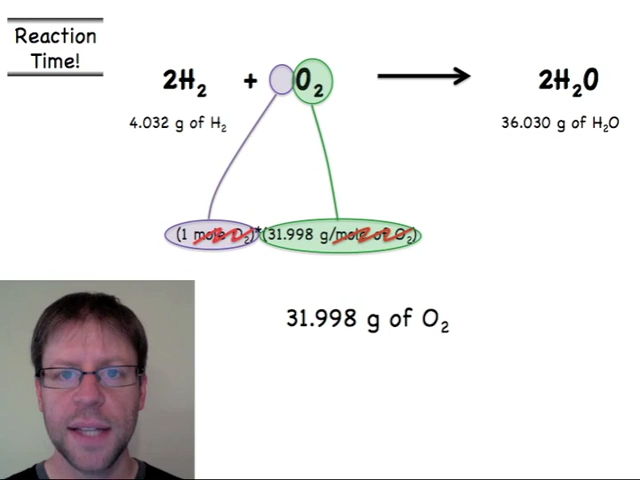 Reaction
Time!
2H₂ + O₂ → 2H₂O
4.032 g of H₂
36.030 g of H₂O
(1 mole O₂)*(31.998 g/mole of O₂)
31.998 g of O₂